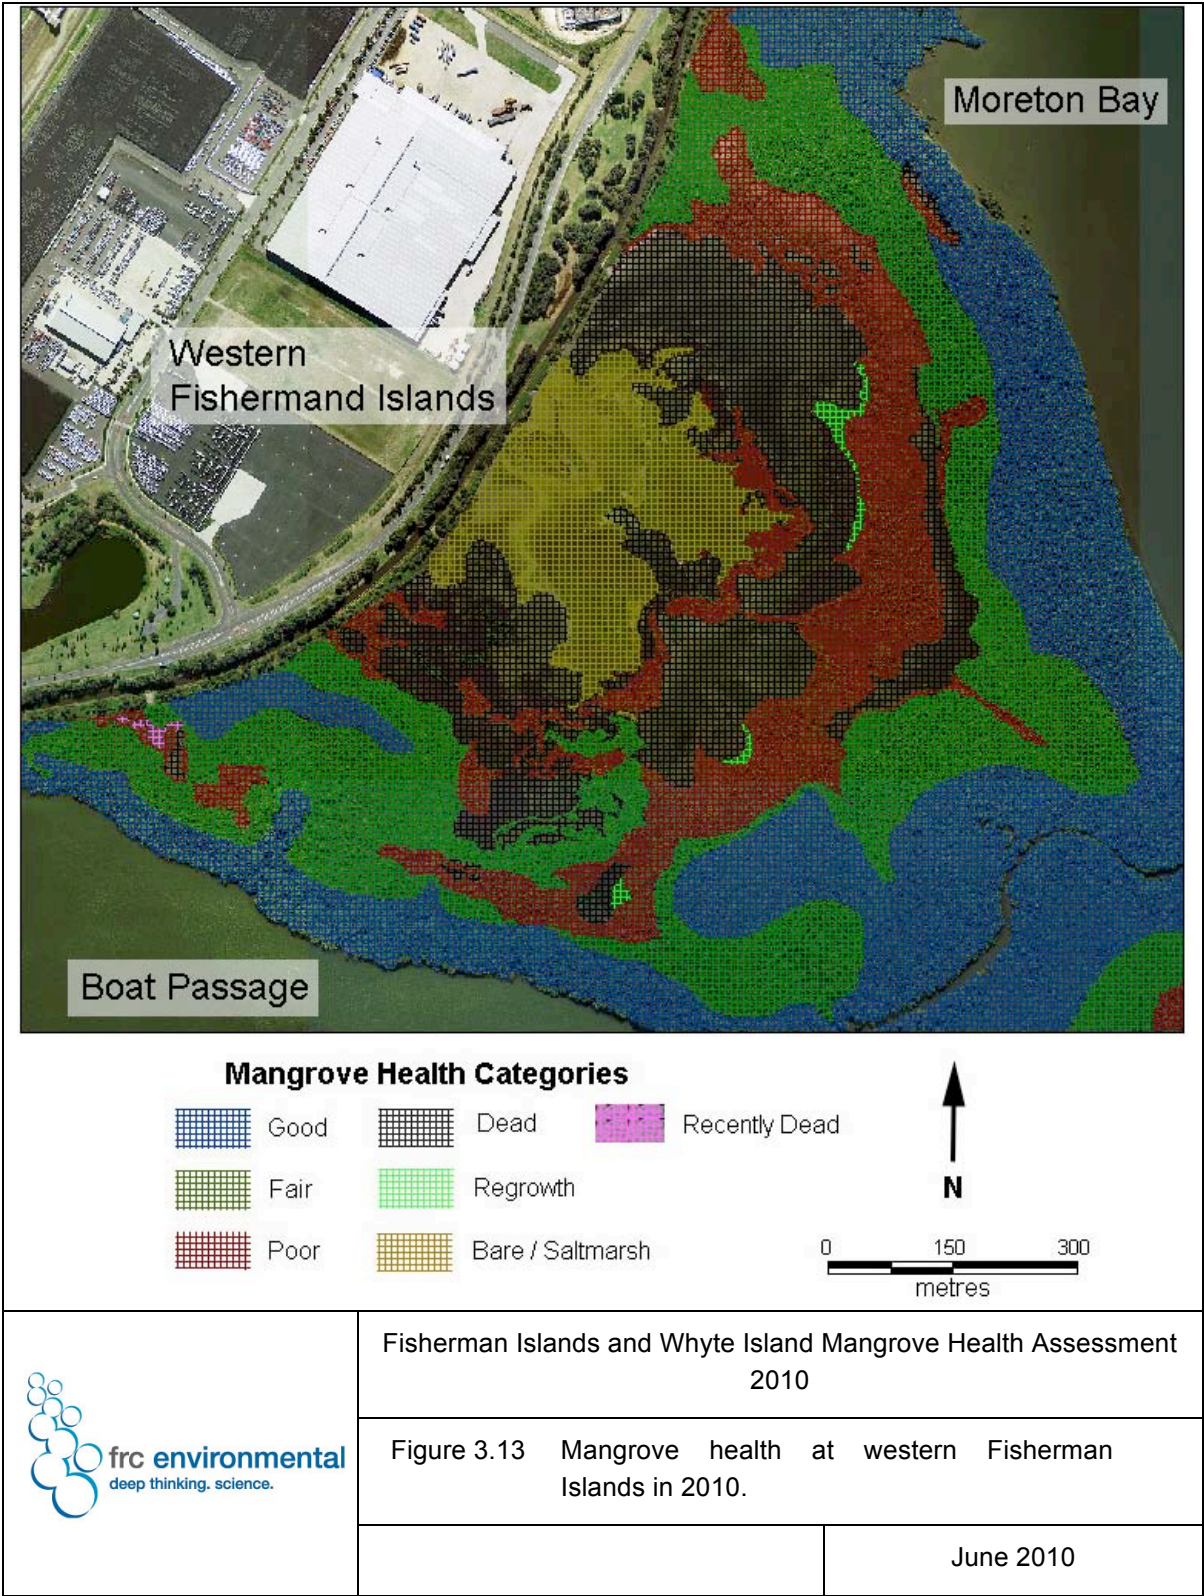 Moreton Bay
Western
Fishermand Islands
Boat Passage
Mangrove Health Categories
Good
Dead
Recently Dead
Fair
Regrowth
Poor
Bare / Saltmarsh
N
0 150 300
metres
frc environmental
deep thinking. science.
Fisherman Islands and Whyte Island Mangrove Health Assessment
2010
Figure 3.13 Mangrove health at western Fisherman
Islands in 2010.
June 2010